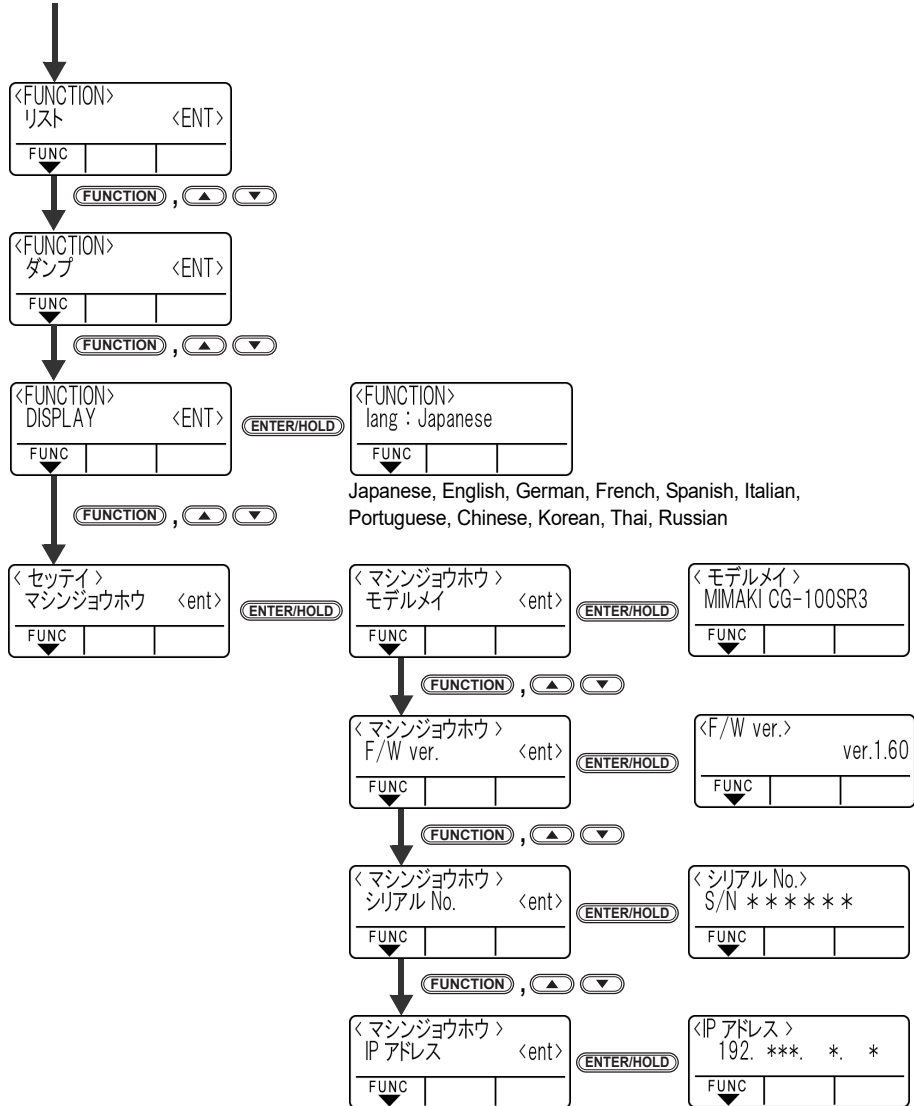 <FUNCTION>
リスト <ENT>
FUNC
FUNCTION , ▲ ▼
<FUNCTION>
ダンプ <ENT>
FUNC
FUNCTION , ▲ ▼
<FUNCTION>
DISPLAY <ENT>
FUNC
ENTER/HOLD
<FUNCTION>
lang : Japanese
FUNC
Japanese, English, German, French, Spanish, Italian,
Portuguese, Chinese, Korean, Thai, Russian
FUNCTION , ▲ ▼
< セッテイ >
マシンジョウホウ <ent>
FUNC
ENTER/HOLD
< マシンジョウホウ >
モデルメイ <ent>
FUNC
ENTER/HOLD
< モデルメイ >
MIMAKI CG-100SR3
FUNC
FUNCTION , ▲ ▼
< マシンジョウホウ >
F/W ver. <ent>
FUNC
ENTER/HOLD
<F/W ver.>
ver.1.60
FUNC
FUNCTION , ▲ ▼
< マシンジョウホウ >
シリアル No. <ent>
FUNC
ENTER/HOLD
< シリアル No.>
S/N ＊＊＊＊＊＊
FUNC
FUNCTION , ▲ ▼
< マシンジョウホウ >
IP アドレス <ent>
FUNC
ENTER/HOLD
<IP アドレス >
192. ***. *. *
FUNC